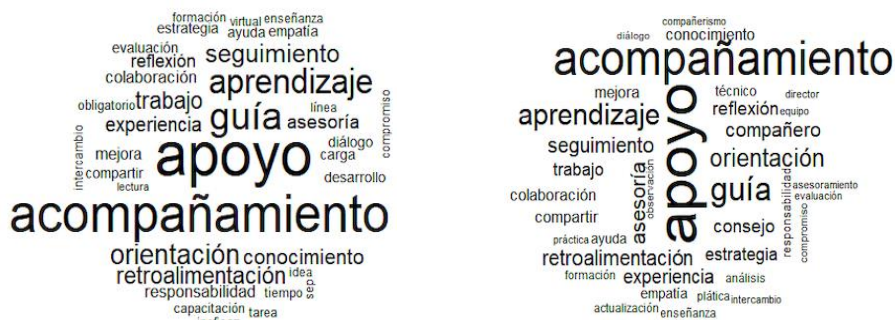 formación virtual enseñanza
estrategia ayuda empatía
evaluación seguimiento
reflexión
colaboración aprendizaje
obligatorio trabajo guía línea
experiencia asesoría compromiso
intercambio mejora apoyo diálogo
carga
compartir desarrollo
lectura
acompañamiento
orientación conocimiento
retroalimentación idea sep
responsabilidad tiempo
capacitación tarea
compañerismo
diálogo conocimiento
acompañamiento
mejora apoyo técnico director
aprendizaje reflexión equipo
seguimiento compañero
trabajo asesoría observación orientación
colaboración guía responsabilidad asesoramiento
evaluación
compartir consejo compromiso
práctica ayuda estrategia
retroalimentación
formación experiencia análisis
empatía plática intercambio
actualización enseñanza